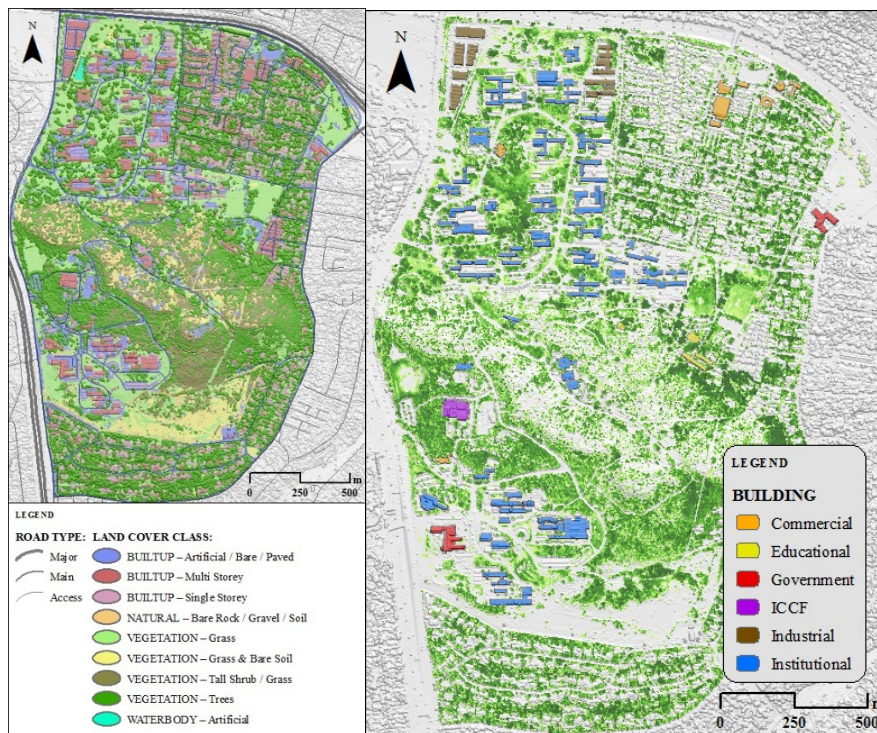 N
m
0 250 500
LEGEND
ROAD TYPE: LAND COVER CLASS:
Major
Main
Access
BUILTUP – Artificial / Bare / Paved
BUILTUP – Multi Storey
BUILTUP – Single Storey
NATURAL – Bare Rock / Gravel / Soil
VEGETATION – Grass
VEGETATION – Grass & Bare Soil
VEGETATION – Tall Shrub / Grass
VEGETATION – Trees
WATERBODY – Artificial
N
LEGEND
BUILDING
Commercial
Educational
Government
ICCF
Industrial
Institutional
m
0 250 500